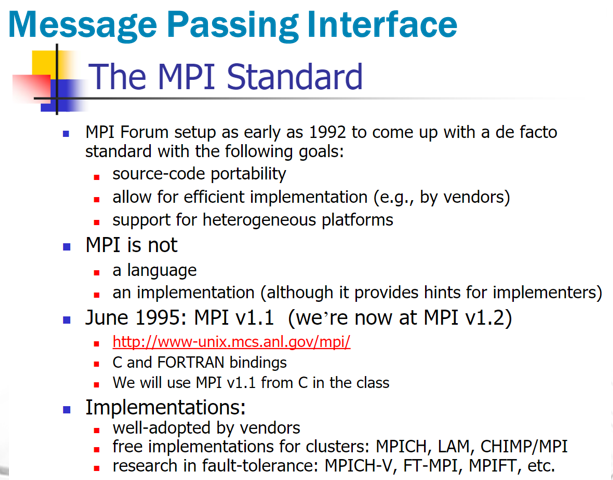 Message Passing Interface
The MPI Standard
MPI Forum setup as early as 1992 to come up with a de facto
standard with the following goals:
source-code portability
allow for efficient implementation (e.g., by vendors)
support for heterogeneous platforms
MPI is not
a language
an implementation (although it provides hints for implementers)
June 1995: MPI v1.1 (we're now at MPI v1.2)
http://www-unix.mcs.anl.gov/mpi/
C and FORTRAN bindings
We will use MPI v1.1 from C in the class
Implementations:
well-adopted by vendors
free implementations for clusters: MPICH, LAM, CHIMP/MPI
research in fault-tolerance: MPICH-V, FT-MPI, MPIFT, etc.